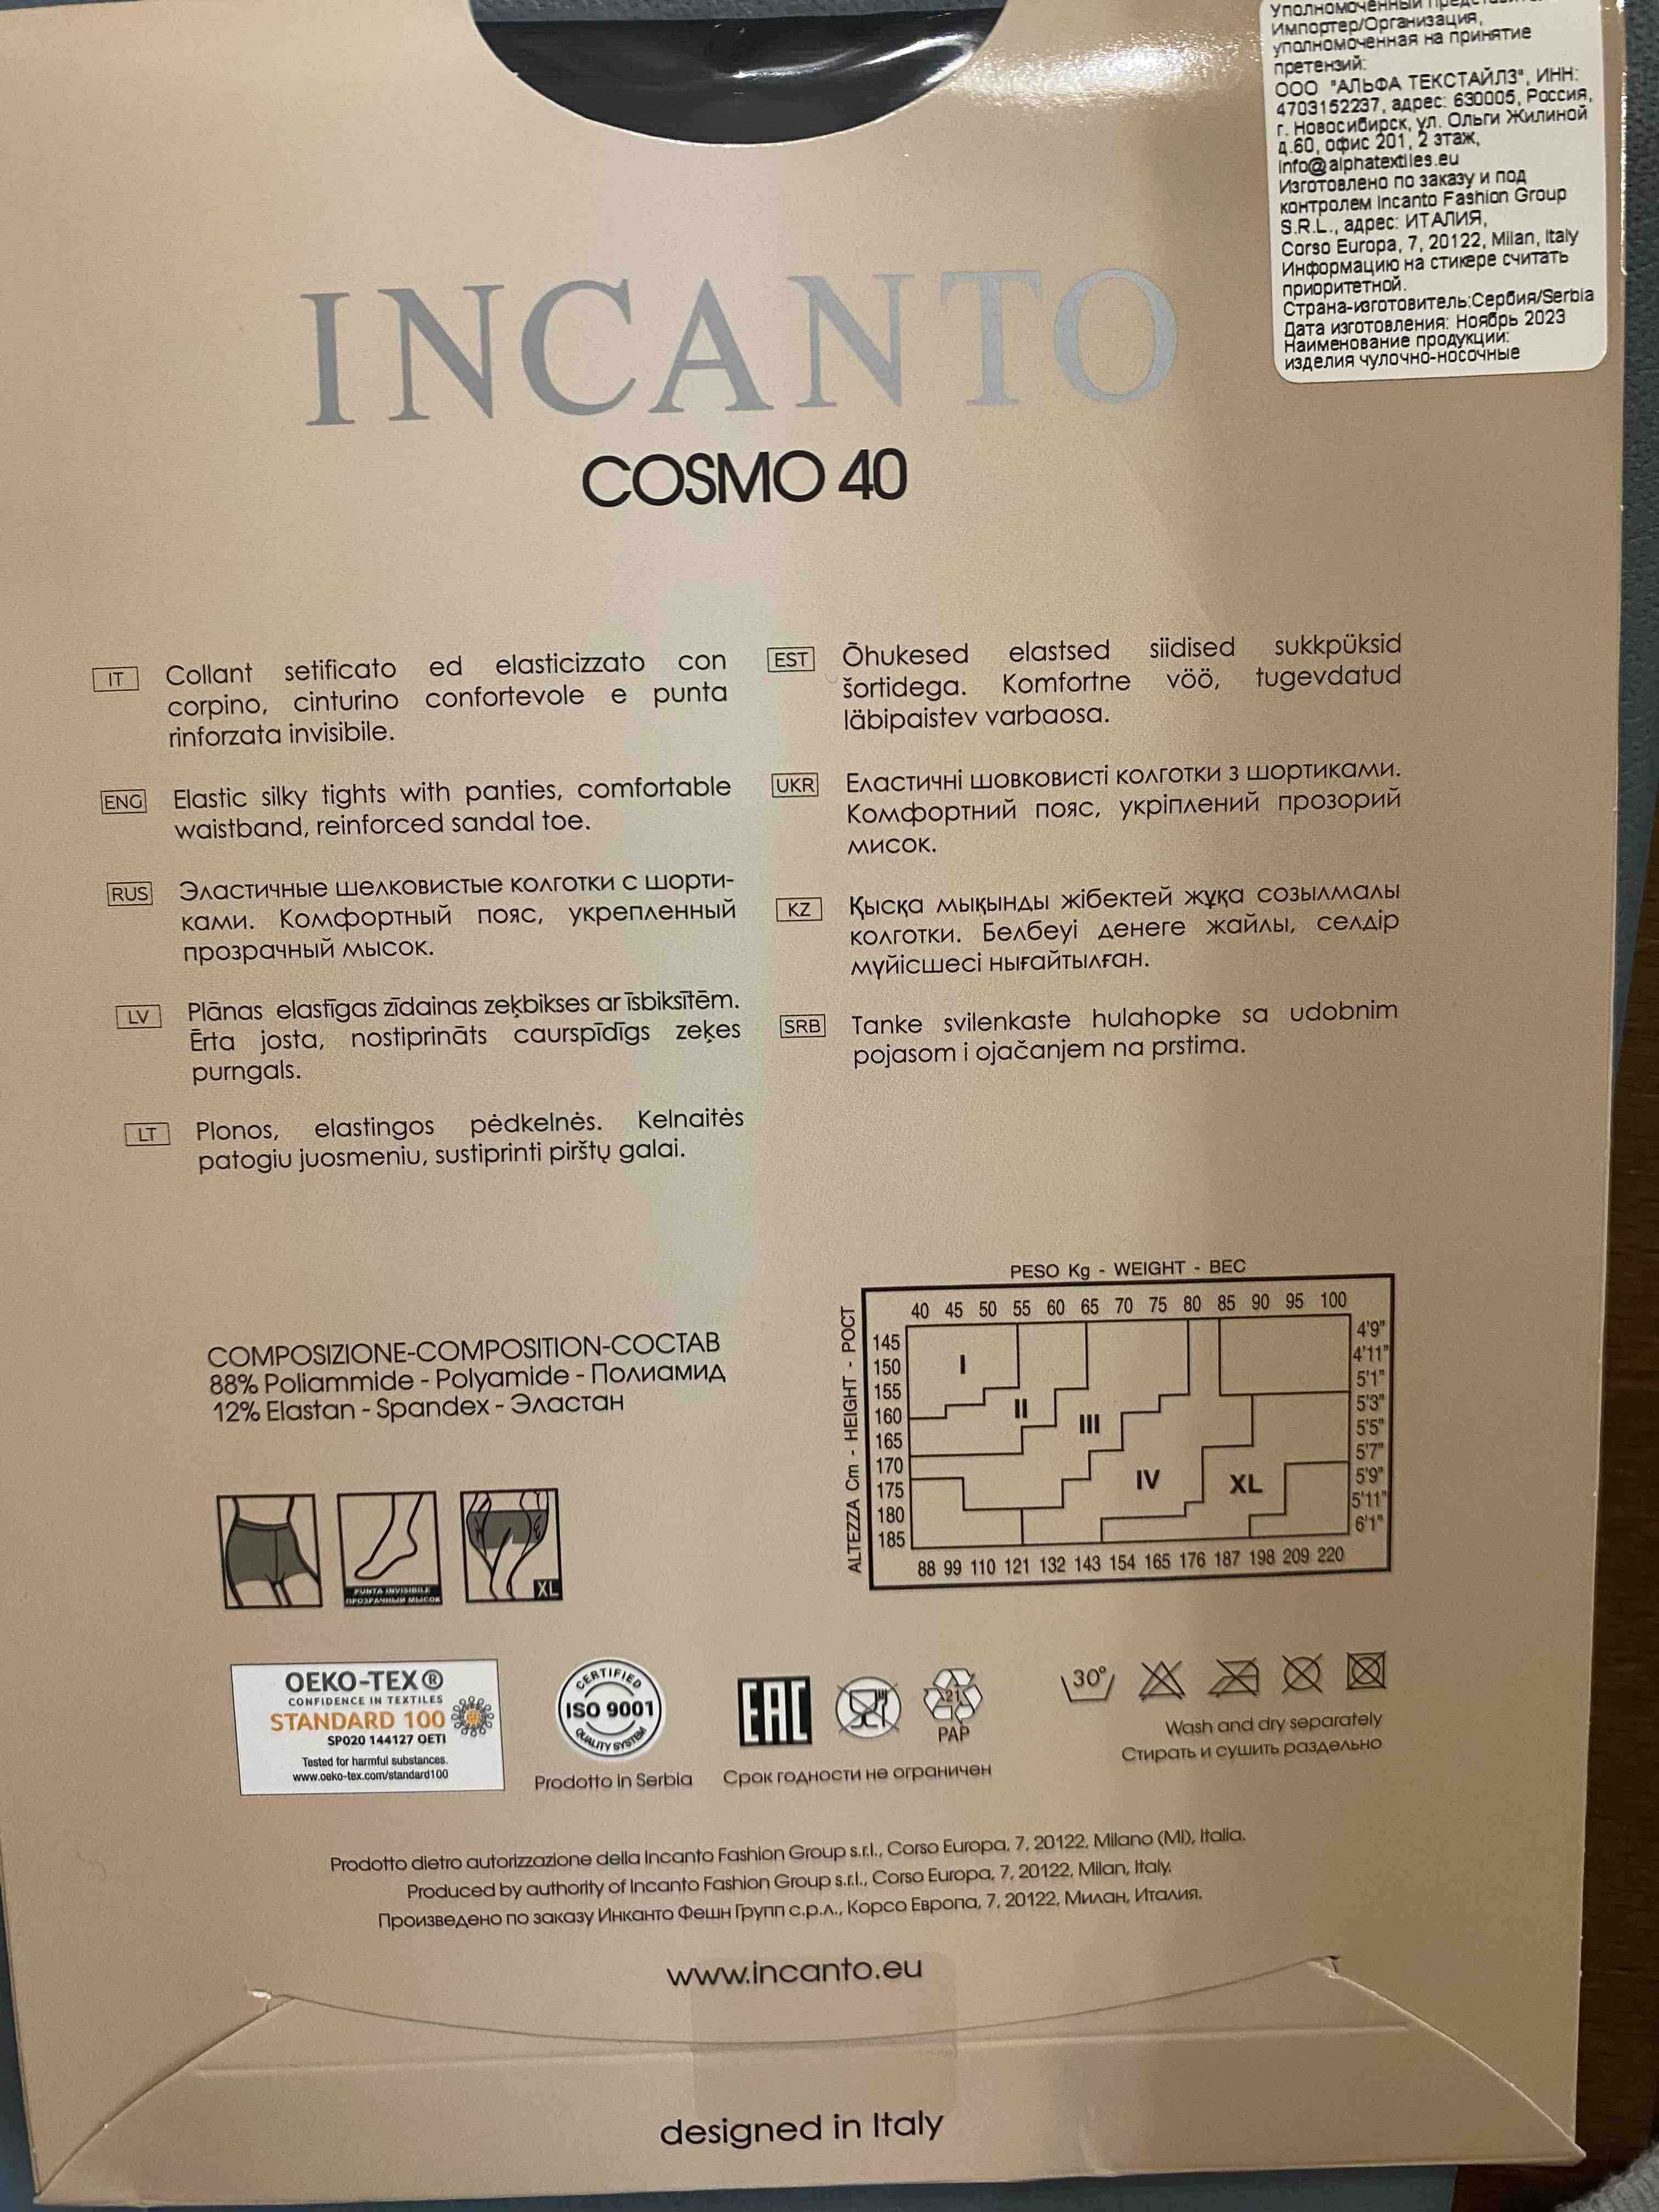 Уполномоченный
Импортер/Организация,
уполномоченная на принятие
претензий:
ООО "АЛЬФА ТЕКСТАЙЛЗ", ИНН:
4703152237, адрес: 630005, Россия,
г. Новосибирск, ул. Ольги Жилиной
д.60, офис 201, 2 этаж,
info@alphatextiles.eu
Изготовлено по заказу и под
контролем Incanto Fashion Group
S.R.L., адрес: ИТАЛИЯ,
Corso Europa, 7, 20122, Milan, Italy
Информацию на стикере считать
приоритетной.
Страна-изготовитель:Сербия/Serbia
Дата изготовления: Ноябрь 2023
Наименование продукции:
изделия чулочно-носочные
INCANTO
COSMO 40
IT Collant setificato ed elasticizzato con
corpino, cinturino confortevole e punta
rinforzata invisibile.
ENG Elastic silky tights with panties, comfortable
waistband, reinforced sandal toe.
RUS Эластичные шелковистые колготки с шорти-
ками. Комфортный пояс, укрепленный
прозрачный мысок.
LV Plānas elastīgas zīdainas zeķbikses ar īsbiksītēm.
Ērta josta, nostiprināts caurspīdīgs zeķes
purngals.
LT Plonos, elastingos pėdkelnės. Kelnaitės
patogiu juosmeniu, sustiprinti pirštų galai.
EST Õhukesed elastsed siidised sukkpüksid
šortidega. Komfortne vöö, tugevdatud
läbipaistev varbaosa.
UKR Еластичні шовковисті колготки з шортиками.
Комфортний пояс, укріплений прозорий
мисок.
KZ Қысқа мықынды жібектей жұқа созылмалы
колготки. Белбеуі денеге жайлы, селдір
мүйісшесі нығайтылған.
SRB Tanke svilenkaste hulahopke sa udobnim
pojasom i ojačanjem na prstima.
COMPOSIZIONE-COMPOSITION-СОСТАВ
88% Poliammide - Polyamide - Полиамид
12% Elastan - Spandex - Эластан
PUNTA INVISIBILE
ПРОЗРАЧНЫЙ МЫСОК
XL
PESO Kg - WEIGHT - ВЕС
ALTEZZA Cm - HEIGHT - РОСТ
40 45 50 55 60 65 70 75 80 85 90 95 100
145 4'9"
150 I 4'11"
155 5'1"
160 II III 5'3"
165 5'5"
170 5'7"
175 IV XL 5'9"
180 5'11"
185 6'1"
88 99 110 121 132 143 154 165 176 187 198 209 220
OEKO-TEX®
CONFIDENCE IN TEXTILES
STANDARD 100
SP020 144127 OETI
Tested for harmful substances.
www.oeko-tex.com/standard100
CERTIFIED
ISO 9001
QUALITY SYSTEM
Prodotto in Serbia
EAC
21
PAP
Срок годности не ограничен
30°
Wash and dry separately
Стирать и сушить раздельно
Prodotto dietro autorizzazione della Incanto Fashion Group s.r.l., Corso Europa, 7, 20122, Milano (MI), Italia.
Produced by authority of Incanto Fashion Group s.r.l., Corso Europa, 7, 20122, Milan, Italy.
Произведено по заказу Инканто Фешн Групп с.р.л., Корсо Европа, 7, 20122, Милан, Италия.
www.incanto.eu
designed in Italy